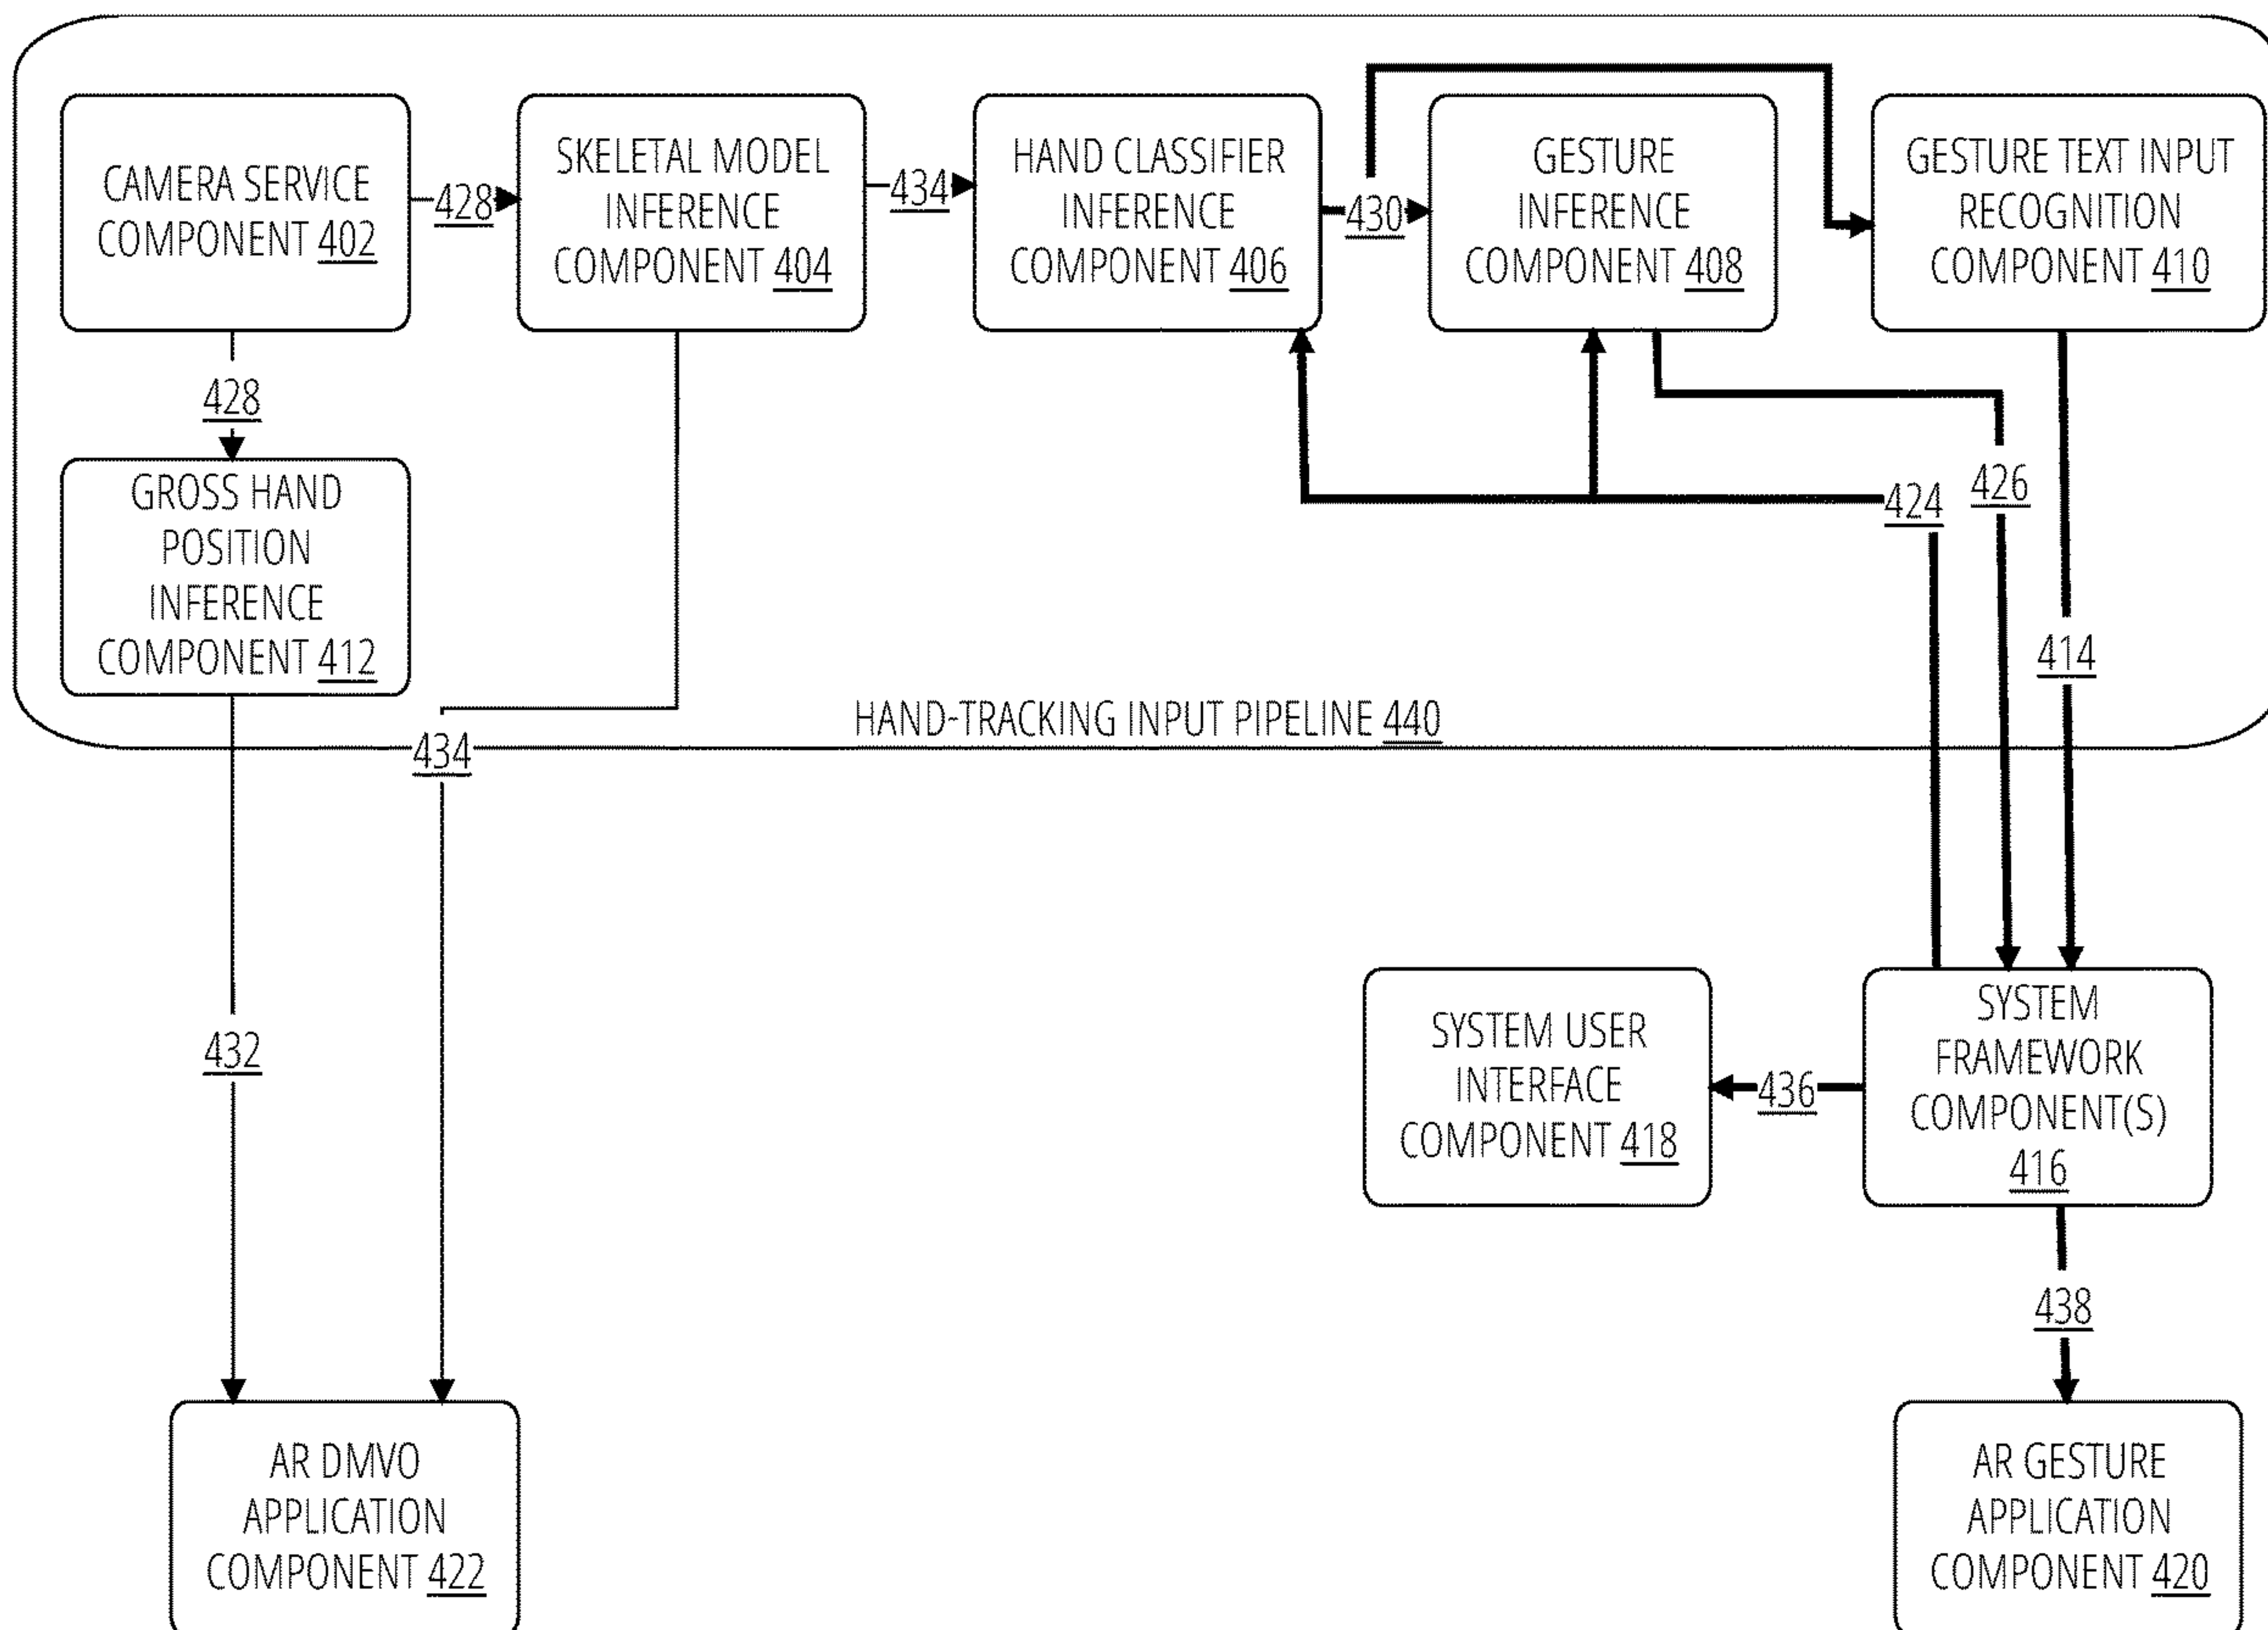 CAMERA SERVICE
COMPONENT 402
428
SKELETAL MODEL
INFERENCE
COMPONENT 404
434
HAND CLASSIFIER
INFERENCE
COMPONENT 406
430
GESTURE
INFERENCE
COMPONENT 408
GESTURE TEXT INPUT
RECOGNITION
COMPONENT 410
428
GROSS HAND
POSITION
INFERENCE
COMPONENT 412
424
426
414
434
HAND-TRACKING INPUT PIPELINE 440
432
SYSTEM USER
INTERFACE
COMPONENT 418
436
SYSTEM
FRAMEWORK
COMPONENT(S)
416
438
AR DMVO
APPLICATION
COMPONENT 422
AR GESTURE
APPLICATION
COMPONENT 420